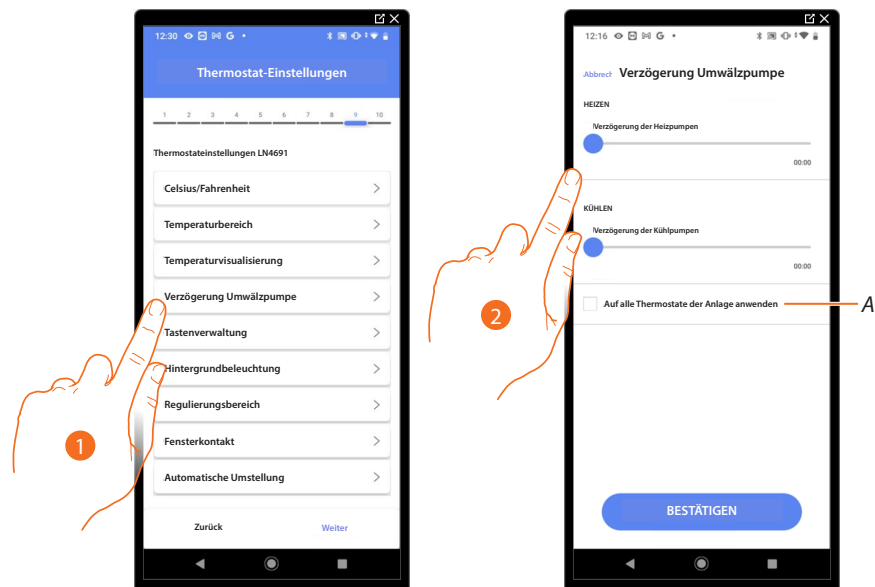 12:30 G
Thermostat-Einstellungen
1 2 3 4 5 6 7 8 9 10
Thermostateinstellungen LN4691
Celsius/Fahrenheit
Temperaturbereich
Temperaturvisualisierung
Verzögerung Umwälzpumpe
Tastenverwaltung
Hintergrundbeleuchtung
Regulierungsbereich
Fensterkontakt
Automatische Umstellung
Zurück Weiter
1
12:16 G
Abbrech Verzögerung Umwälzpumpe
HEIZEN
Verzögerung der Heizpumpen
00:00
KÜHLEN
Verzögerung der Kühlpumpen
00:00
Auf alle Thermostate der Anlage anwenden
A
BESTÄTIGEN
2